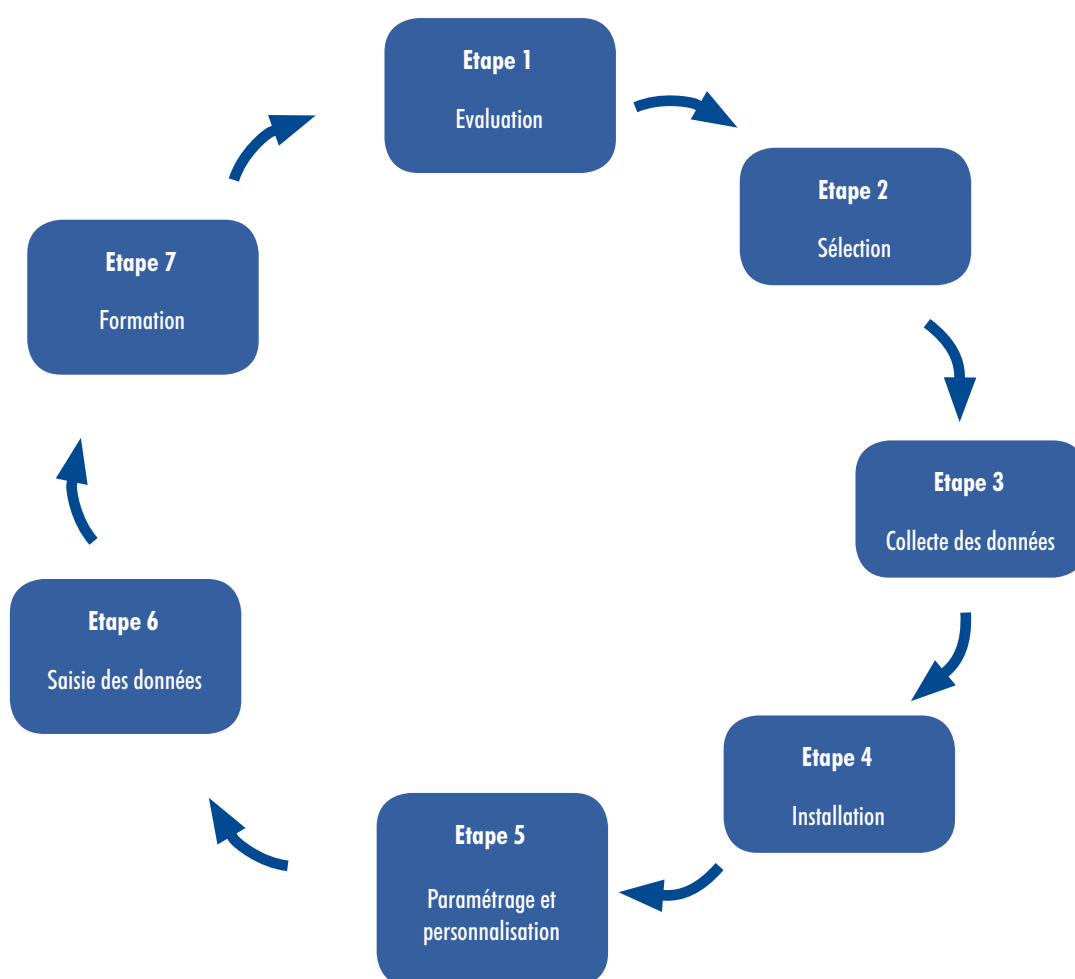 Etape 1
Evaluation
Etape 2
Sélection
Etape 3
Collecte des données
Etape 4
Installation
Etape 5
Paramétrage et
personnalisation
Etape 6
Saisie des données
Etape 7
Formation